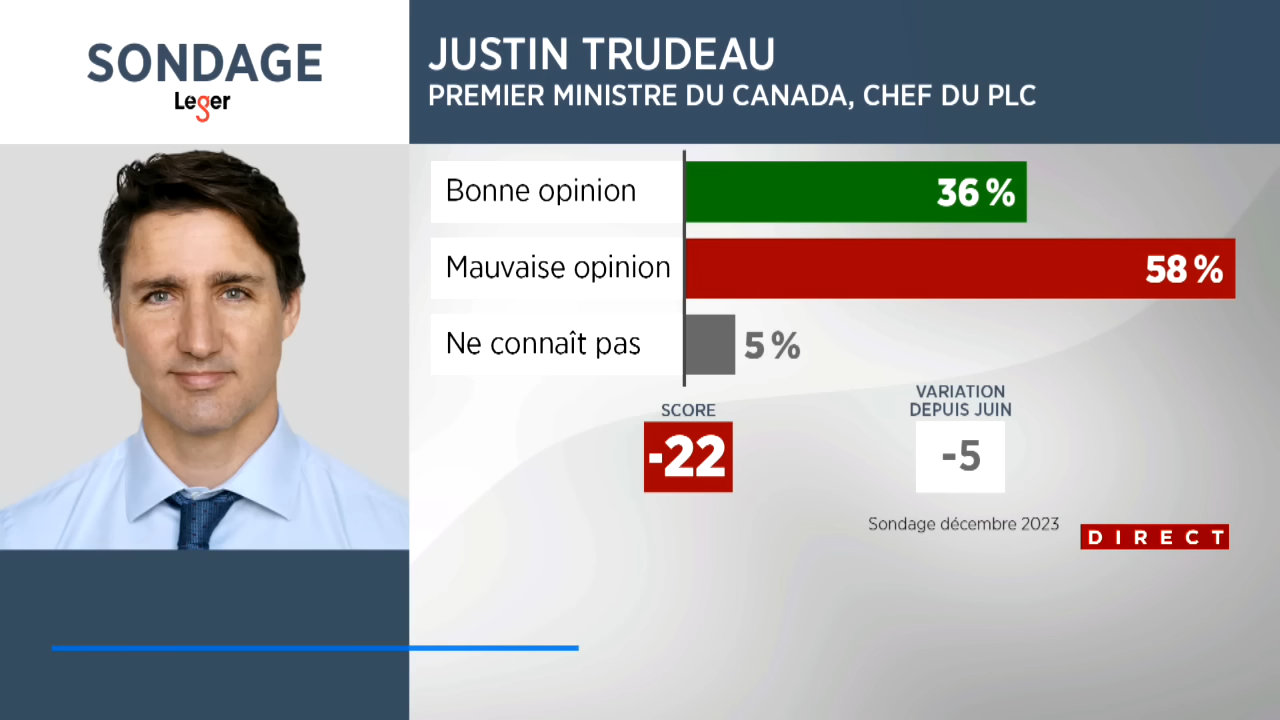 SONDAGE
Leger
JUSTIN TRUDEAU
PREMIER MINISTRE DU CANADA, CHEF DU PLC
Bonne opinion 36 %
Mauvaise opinion 58 %
Ne connaît pas 5 %
SCORE
-22
VARIATION
DEPUIS JUIN
-5
Sondage décembre 2023
DIRECT